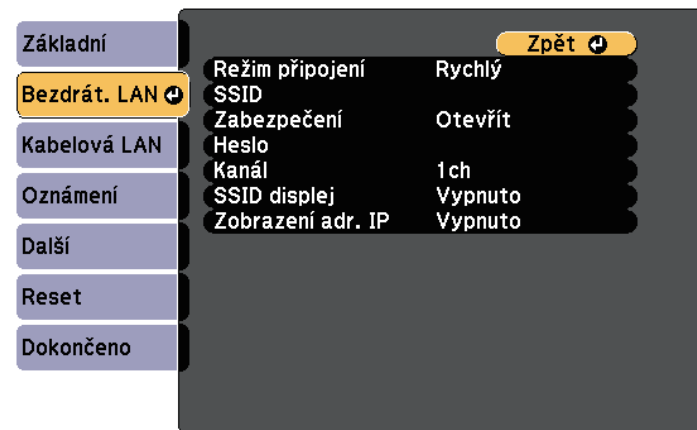 Základní
Bezdrát. LAN
Kabelová LAN
Oznámení
Další
Reset
Dokončeno
Zpět
Režim připojení Rychlý
SSID
Zabezpečení Otevřít
Heslo
Kanál 1ch
SSID displej Vypnuto
Zobrazení adr. IP Vypnuto